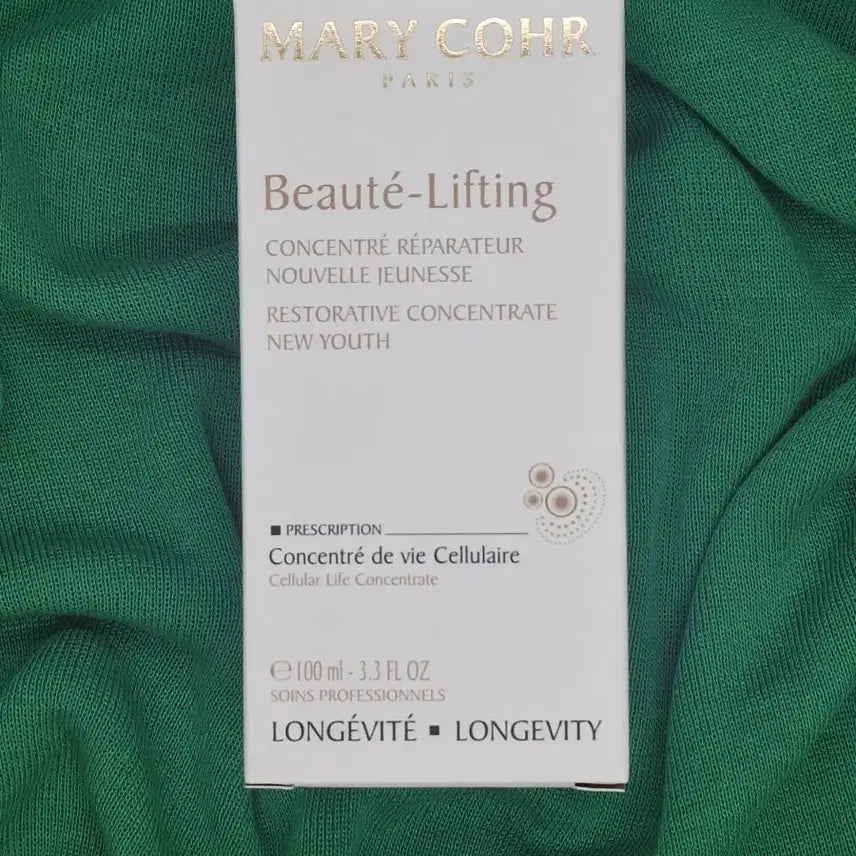 MARY COHR
PARIS
Beauté-Lifting
CONCENTRÉ RÉPARATEUR
NOUVELLE JEUNESSE
RESTORATIVE CONCENTRATE
NEW YOUTH
■ PRESCRIPTION
Concentré de vie Cellulaire
Cellular Life Concentrate
℮100 ml - 3.3 FL OZ
SOINS PROFESSIONNELS
LONGÉVITÉ ▪ LONGEVITY